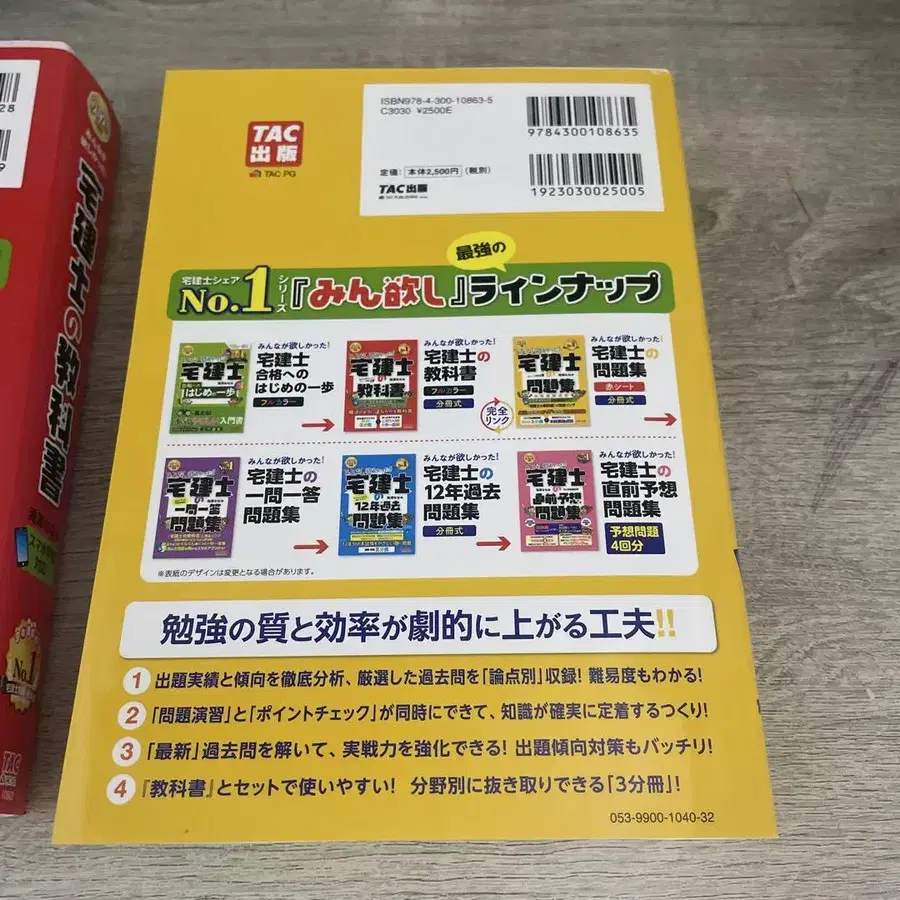 ISBN978-4-300-10863-5
C3030 ¥2500E
9784300108635
定価: 本体2,500円 (税別)
TAC出版
1923030025005
TAC
出版
TAC PG
宅建士シェア
No.1
シリーズ
『みん欲し』
最強の
ラインナップ
みんなが欲しかった!
宅建士
合格への
はじめの一歩
フルカラー
みんなが欲しかった!
宅建士の
教科書
フルカラー
分冊式
完全
リンク
みんなが欲しかった!
宅建士の
問題集
赤シート
分冊式
みんなが欲しかった!
宅建士の
一問一答
問題集
みんなが欲しかった!
宅建士の
12年過去
問題集
分冊式
みんなが欲しかった!
宅建士の
直前予想
問題集
予想問題
4回分
※表紙のデザインは変更となる場合があります。
勉強の質と効率が劇的に上がる工夫!!
1 出題実績と傾向を徹底分析、厳選した過去問を「論点別」収録! 難易度もわかる!
2 「問題演習」と「ポイントチェック」が同時にできて、知識が確実に定着するつくり!
3 「最新」過去問を解いて、実戦力を強化できる! 出題傾向対策もバッチリ!
4 『教科書』とセットで使いやすい! 分野別に抜き取りできる「3分冊」!
053-9900-1040-32
宅建士の教科書
No.1
TAC